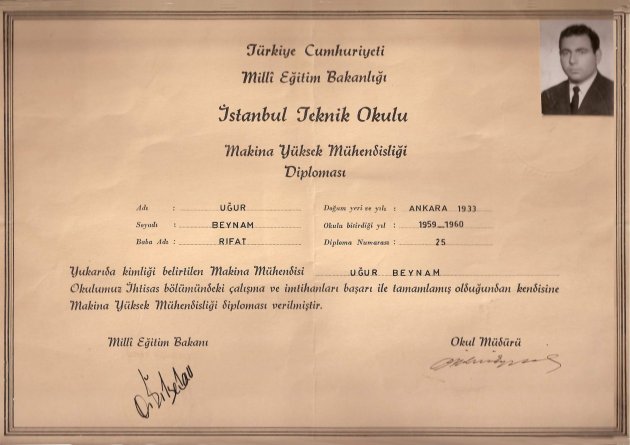 Türkiye Cumhuriyeti
Millî Eğitim Bakanlığı
İstanbul Teknik Okulu
Makina Yüksek Mühendisliği
Diploması
Adı : UĞUR Doğum yeri ve yılı : ANKARA 1933
Soyadı : BEYNAM Okulu bitirdiği yıl : 1959_1960
Baba Adı : RIFAT Diploma Numarası : 25
Yukarıda kimliği belirtilen Makina Mühendisi UĞUR BEYNAM
Okulumuz İhtisas bölümündeki çalışma ve imtihanları başarı ile tamamlamış olduğundan kendisine
Makina Yüksek Mühendisliği diploması verilmiştir.
Millî Eğitim Bakanı Okul Müdürü